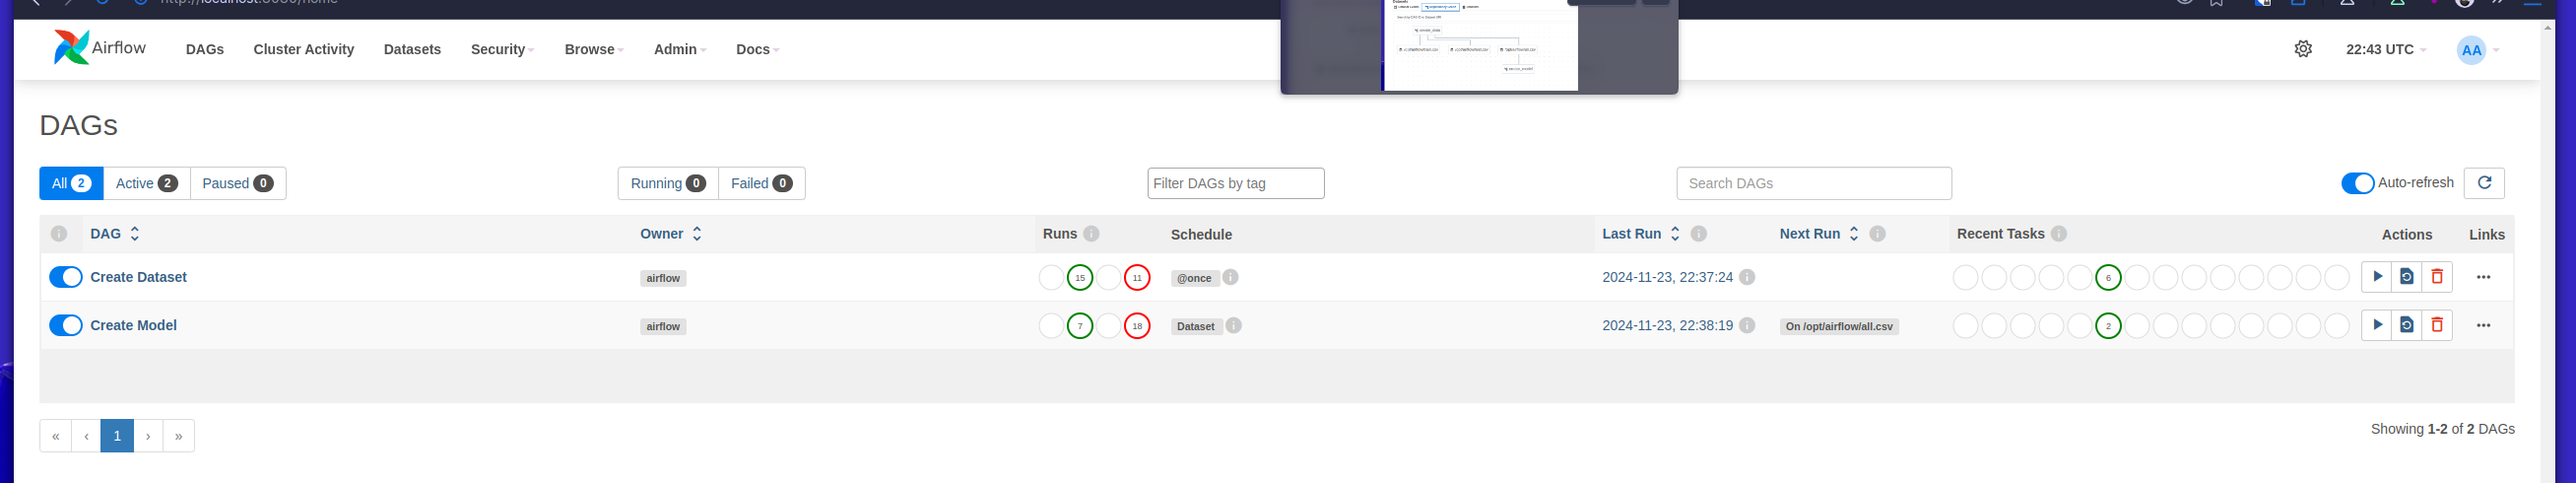 Airflow DAGs Cluster Activity Datasets Security Browse Admin Docs 22:43 UTC AA
DAGs
All 2 Active 2 Paused 0 Running 0 Failed 0 Filter DAGs by tag Search DAGs Auto-refresh
DAG Owner Runs Schedule Last Run Next Run Recent Tasks Actions Links
Create Dataset airflow 15 11 @once 2024-11-23, 22:37:24 6
Create Model airflow 7 18 Dataset 2024-11-23, 22:38:19 On /opt/airflow/all.csv 2
« ‹ 1 › » Showing 1-2 of 2 DAGs